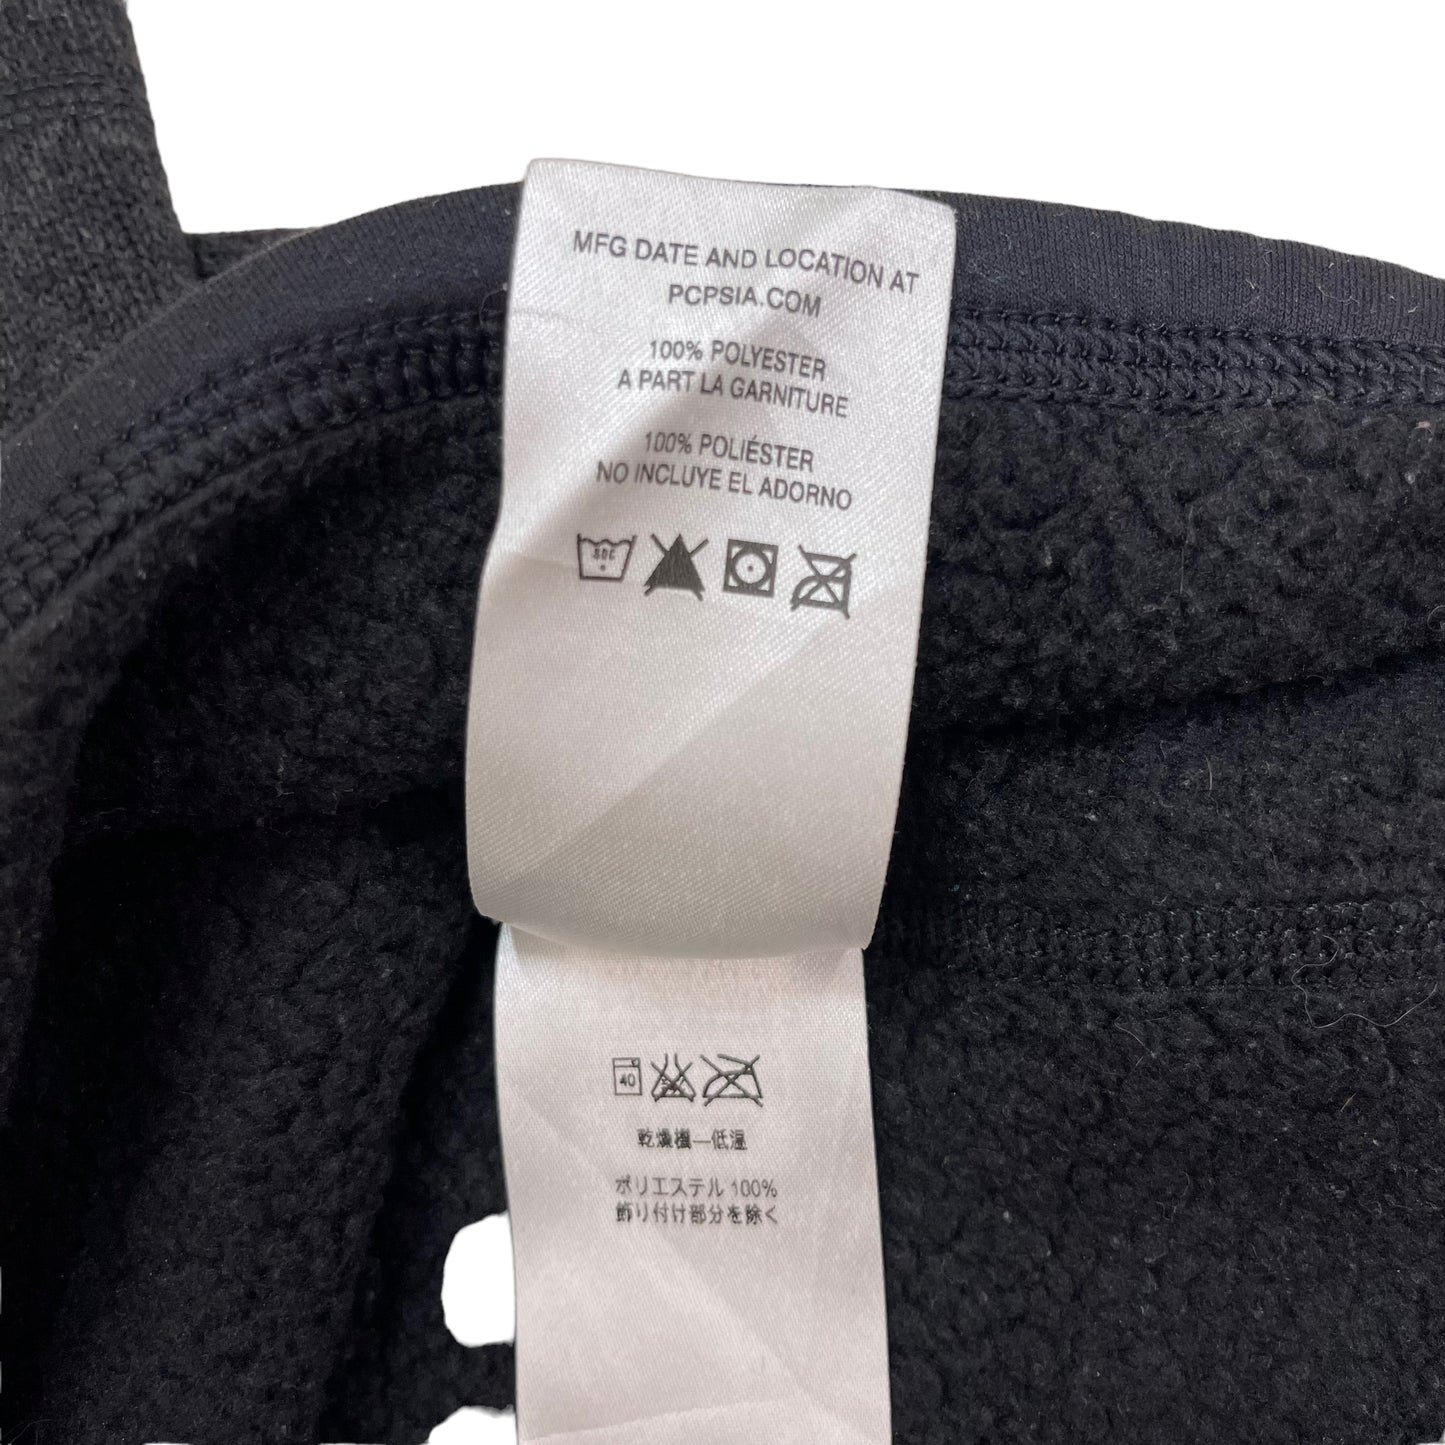 MFG DATE AND LOCATION AT
PCPSIA.COM
100% POLYESTER
A PART LA GARNITURE
100% POLIÉSTER
NO INCLUYE EL ADORNO
40
乾燥機—低温
ポリエステル 100%
飾り付け部分を除く